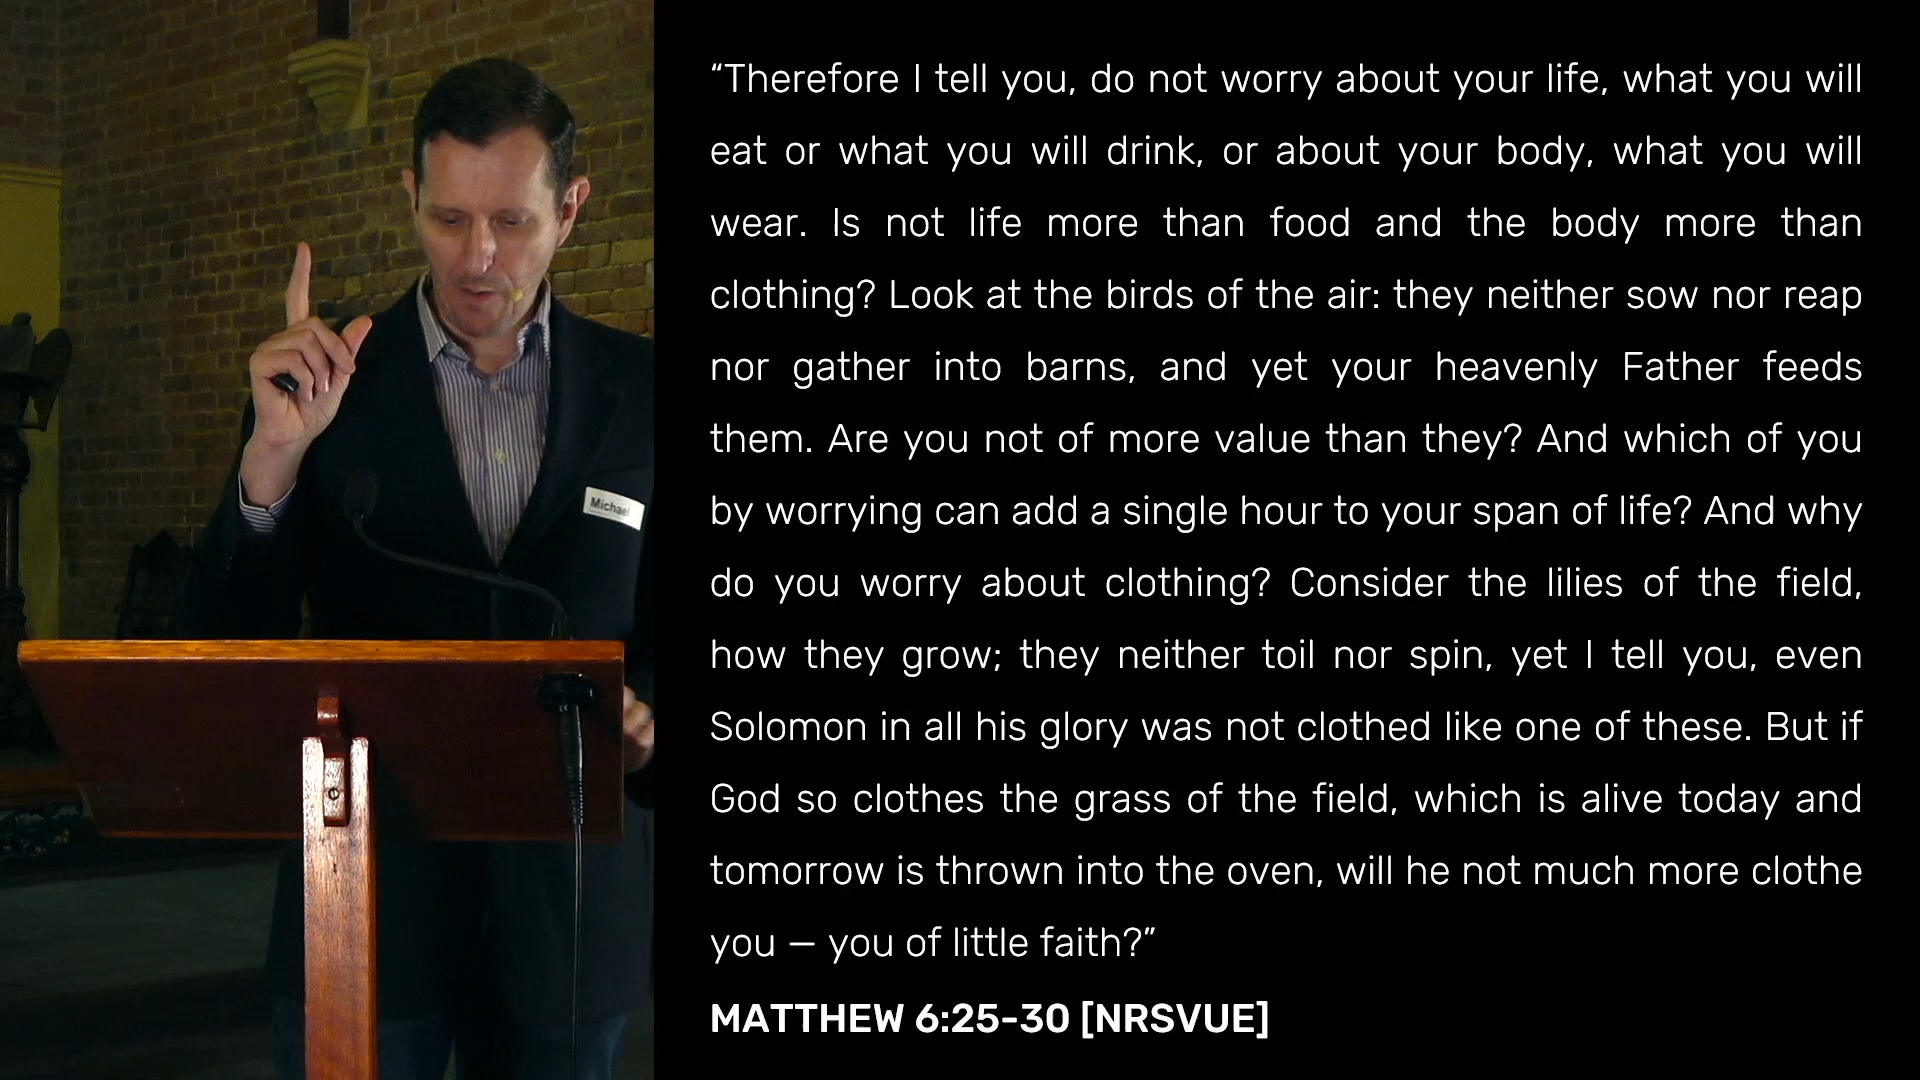 Michael
“Therefore I tell you, do not worry about your life, what you will
eat or what you will drink, or about your body, what you will
wear. Is not life more than food and the body more than
clothing? Look at the birds of the air: they neither sow nor reap
nor gather into barns, and yet your heavenly Father feeds
them. Are you not of more value than they? And which of you
by worrying can add a single hour to your span of life? And why
do you worry about clothing? Consider the lilies of the field,
how they grow; they neither toil nor spin, yet I tell you, even
Solomon in all his glory was not clothed like one of these. But if
God so clothes the grass of the field, which is alive today and
tomorrow is thrown into the oven, will he not much more clothe
you — you of little faith?”
MATTHEW 6:25-30 [NRSVUE]